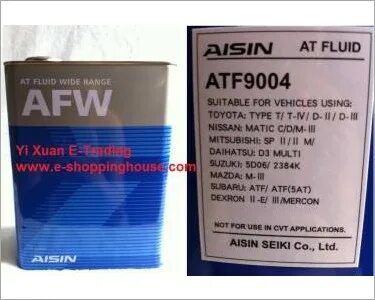 AT FLUID WIDE RANGE
AFW
Yi Xuan E-Trading
www.e-shoppinghouse.com
AISIN
AISIN AT FLUID
ATF9004
SUITABLE FOR VEHICLES USING:
TOYOTA: TYPE T/ T-IV/ D-II/ D-III
NISSAN: MATIC C/D/M-III
MITSUBISHI: SP II/ II M/
DAIHATSU: D3 MULTI
SUZUKI: 5D06/ 2384K
MAZDA: M-III
SUBARU: ATF/ ATF(5AT)
DEXRON II-E/ III/MERCON
NOT FOR USE IN CVT APPLICATIONS.
AISIN SEIKI Co., Ltd.